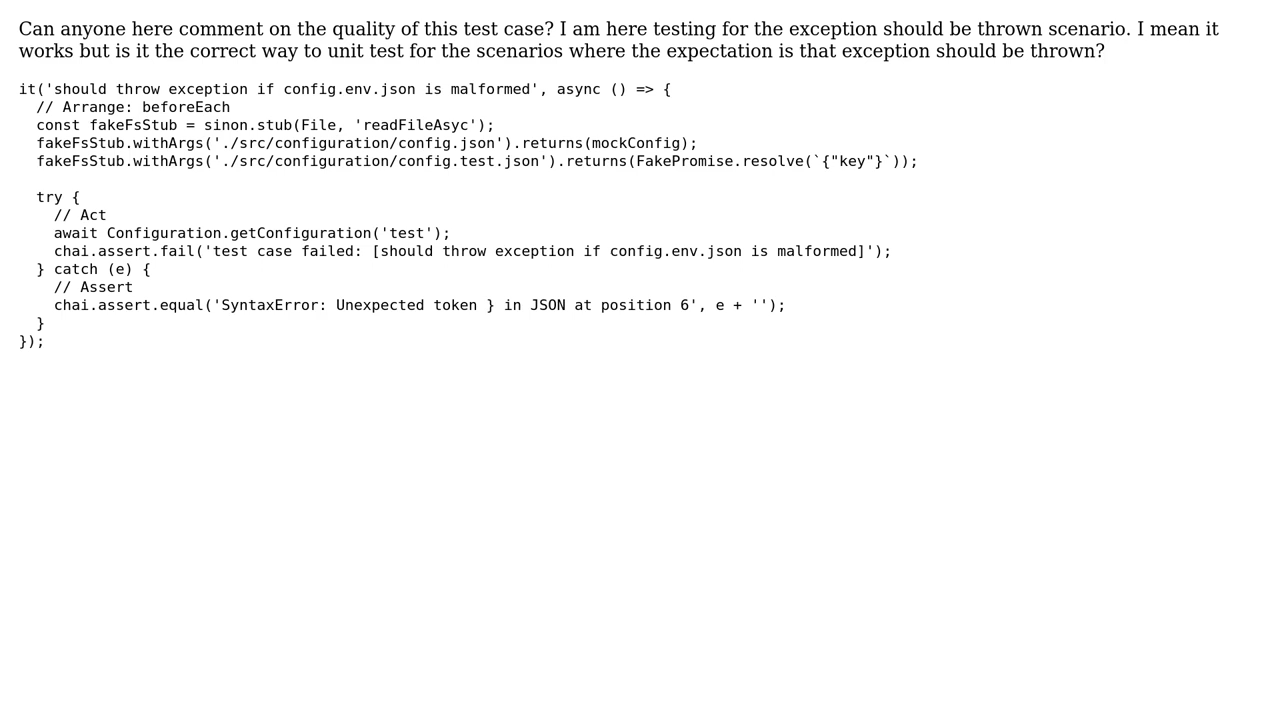 Can anyone here comment on the quality of this test case? I am here testing for the exception should be thrown scenario. I mean it
works but is it the correct way to unit test for the scenarios where the expectation is that exception should be thrown?
it('should throw exception if config.env.json is malformed', async () => {
  // Arrange: beforeEach
  const fakeFsStub = sinon.stub(File, 'readFileAsyc');
  fakeFsStub.withArgs('./src/configuration/config.json').returns(mockConfig);
  fakeFsStub.withArgs('./src/configuration/config.test.json').returns(FakePromise.resolve(`{"key"}`));
  try {
    // Act
    await Configuration.getConfiguration('test');
    chai.assert.fail('test case failed: [should throw exception if config.env.json is malformed]');
  } catch (e) {
    // Assert
    chai.assert.equal('SyntaxError: Unexpected token } in JSON at position 6', e + '');
  }
});